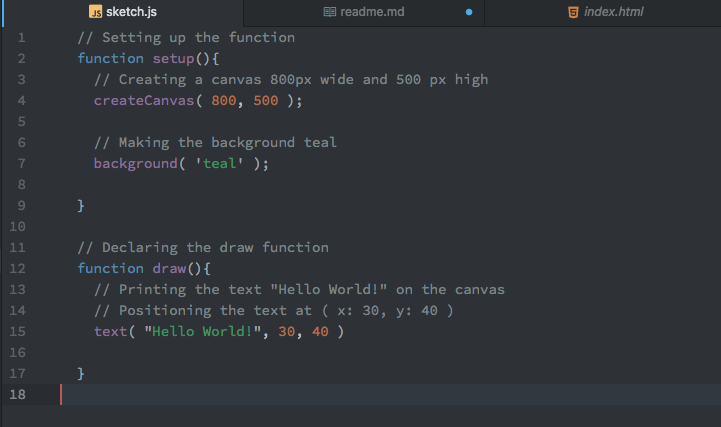 sketch.js readme.md index.html
1 // Setting up the function
2 function setup(){
3 // Creating a canvas 800px wide and 500 px high
4 createCanvas( 800, 500 );
5
6 // Making the background teal
7 background( 'teal' );
8
9 }
10
11 // Declaring the draw function
12 function draw(){
13 // Printing the text "Hello World!" on the canvas
14 // Positioning the text at ( x: 30, y: 40 )
15 text( "Hello World!", 30, 40 )
16
17 }
18